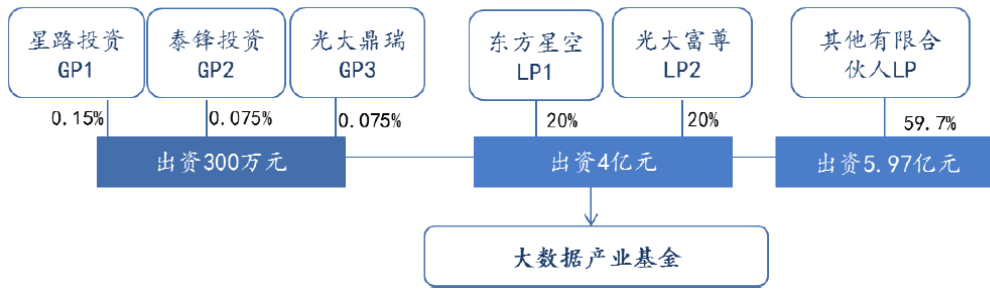 星路投资
GP1
泰锋投资
GP2
光大鼎瑞
GP3
东方星空
LP1
光大富尊
LP2
其他有限合
伙人LP
0.15%
0.075%
0.075%
20%
20%
59.7%
出资300万元
出资4亿元
出资5.97亿元
大数据产业基金